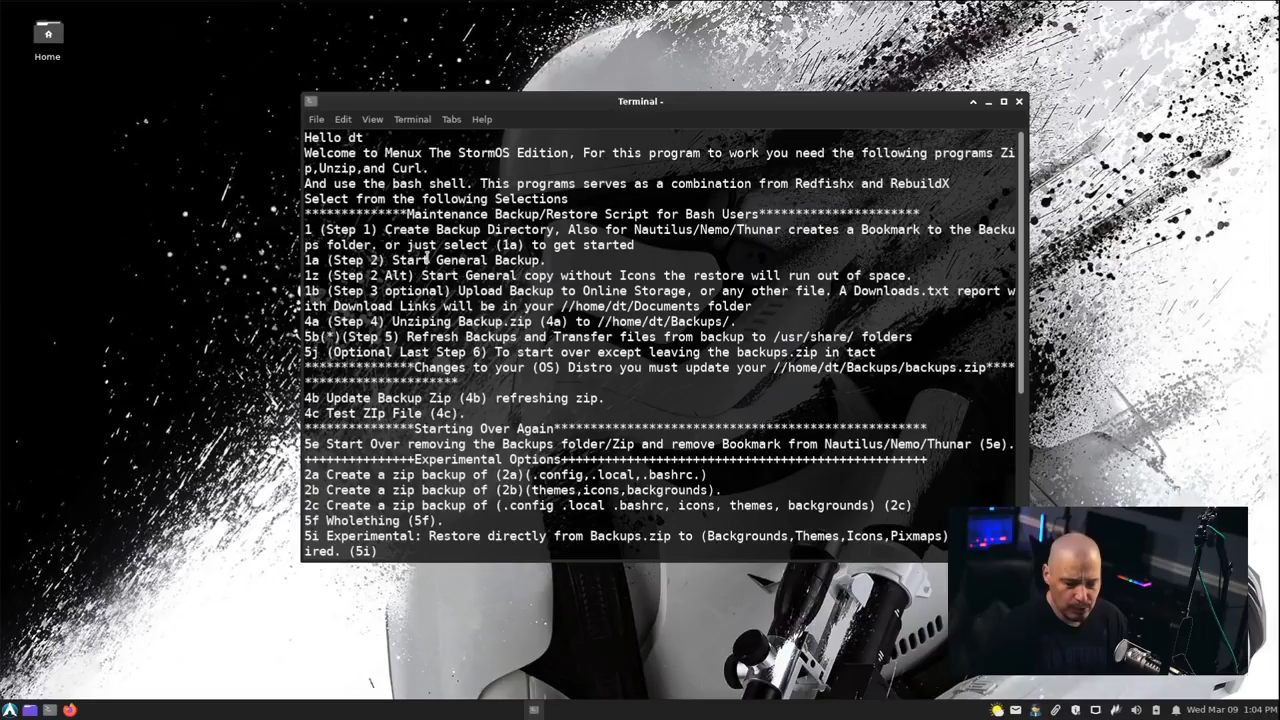 Home
Terminal -
File Edit View Terminal Tabs Help
Hello dt
Welcome to Menux The StormOS Edition, For this program to work you need the following programs Zi
p,Unzip,and Curl.
And use the bash shell. This programs serves as a combination from Redfishx and RebuildX
Select from the following Selections
**************Maintenance Backup/Restore Script for Bash Users**********************
1 (Step 1) Create Backup Directory, Also for Nautilus/Nemo/Thunar creates a Bookmark to the Backu
ps folder. or just select (1a) to get started
1a (Step 2) Start General Backup.
1z (Step 2 Alt) Start General copy without Icons the restore will run out of space.
1b (Step 3 optional) Upload Backup to Online Storage, or any other file. A Downloads.txt report w
ith Download Links will be in your //home/dt/Documents folder
4a (Step 4) Unziping Backup.zip (4a) to //home/dt/Backups/.
5b(*)(Step 5) Refresh Backups and Transfer files from backup to /usr/share/ folders
5j (Optional Last Step 6) To start over except leaving the backups.zip in tact
***************Changes to your (OS) Distro you must update your //home/dt/Backups/backups.zip****
*********************
4b Update Backup Zip (4b) refreshing zip.
4c Test ZIp File (4c).
***************Starting Over Again***************************************************
5e Start Over removing the Backups folder/Zip and remove Bookmark from Nautilus/Nemo/Thunar (5e).
+++++++++++++++Experimental Options++++++++++++++++++++++++++++++++++++++++++++++++++
2a Create a zip backup of (2a)(.config,.local,.bashrc.)
2b Create a zip backup of (2b)(themes,icons,backgrounds).
2c Create a zip backup of (.config .local .bashrc, icons, themes, backgrounds) (2c)
5f Wholething (5f).
5i Experimental: Restore directly from Backups.zip to (Backgrounds,Themes,Icons,Pixmaps)
ired. (5i)
Wed Mar 09 1:04 PM